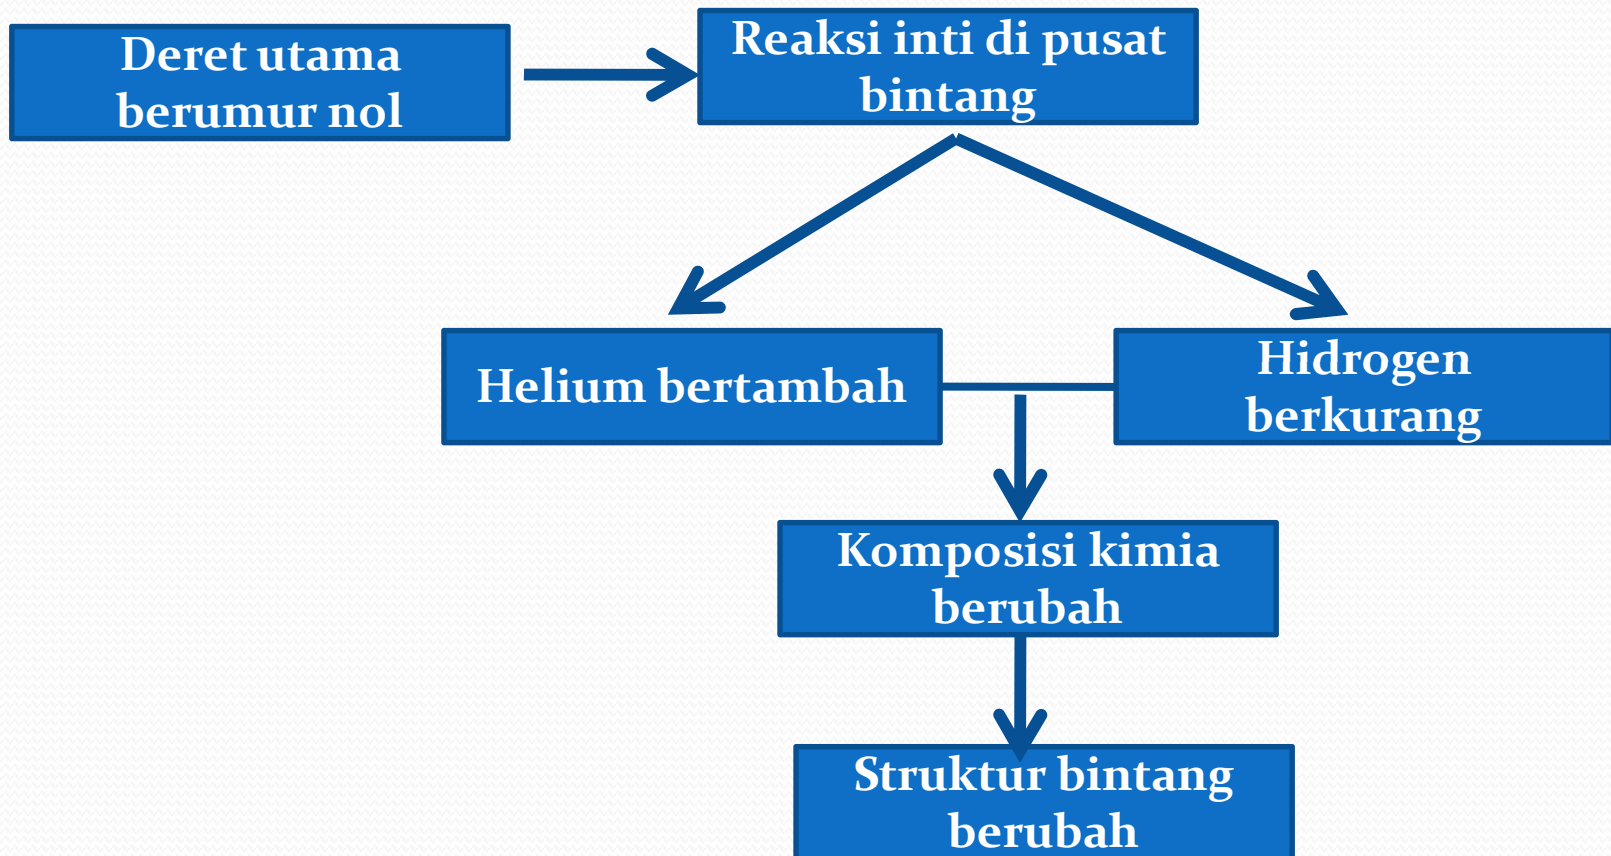 Deret utama
berumur nol
Reaksi inti di pusat
bintang
Helium bertambah
Hidrogen
berkurang
Komposisi kimia
berubah
Struktur bintang
berubah